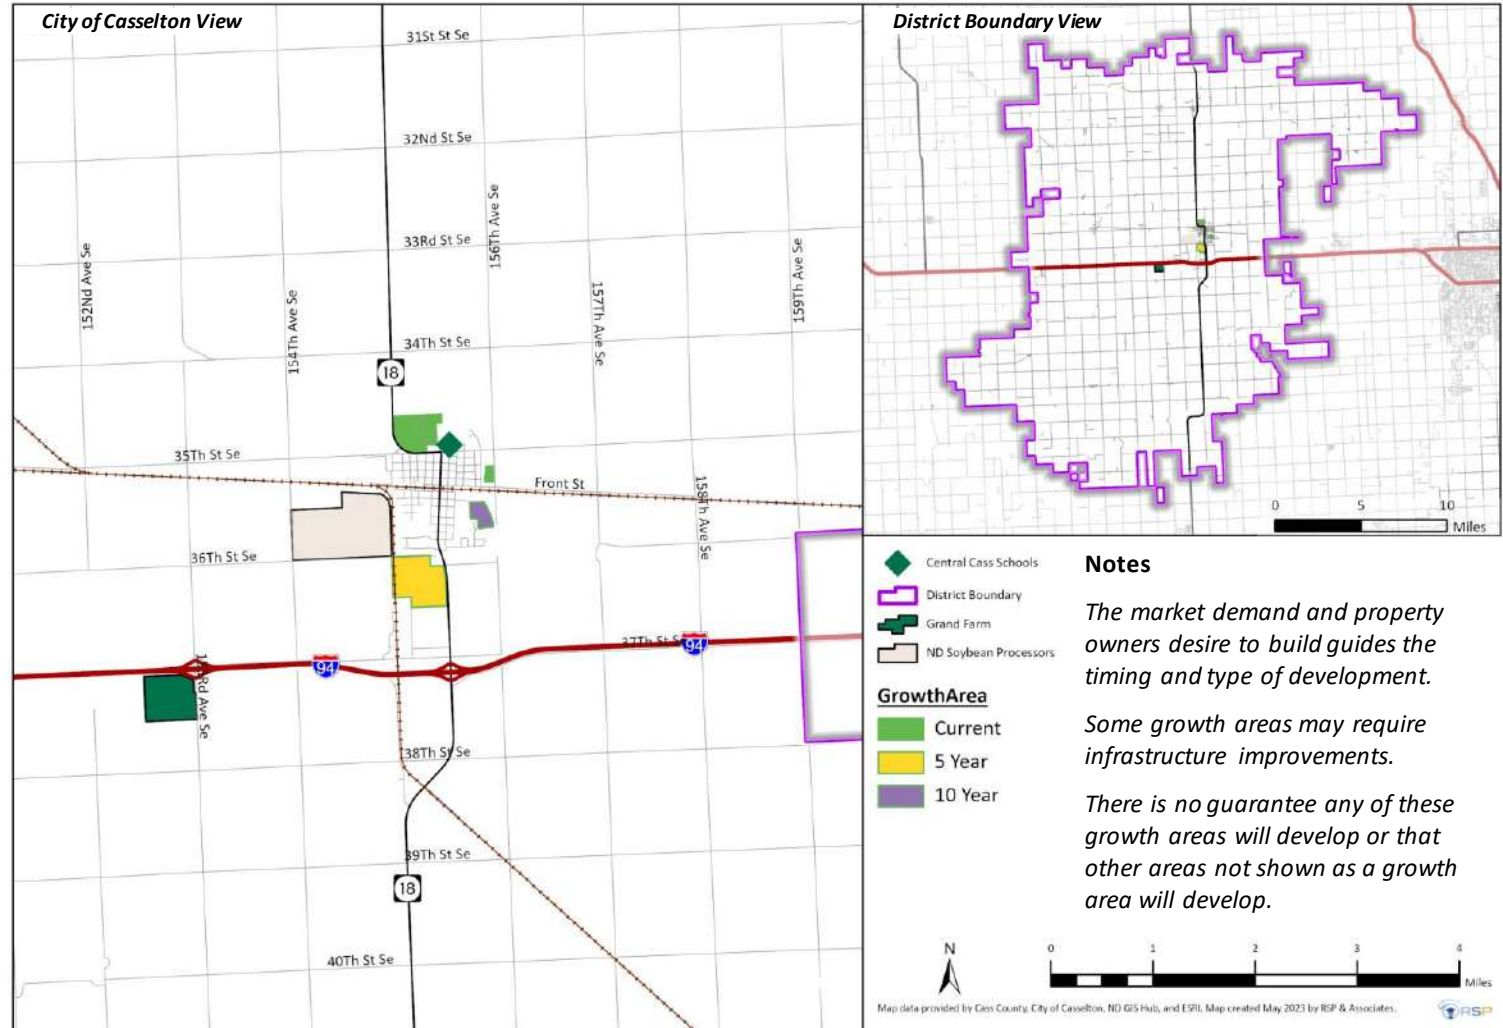 City of Casselton View
31St St Se
32Nd St Se
156Th Ave Se
33Rd St Se
152Nd Ave Se
154Th Ave Se
157Th Ave Se
159Th Ave Se
34Th St Se
18
35Th St Se
Front St
158Th Ave Se
36Th St Se
37Th St Se
94
94
Rd Ave Se
38Th St Se
39Th St Se
18
40Th St Se
District Boundary View
0 5 10
Miles
Central Cass Schools
District Boundary
Grand Farm
ND Soybean Processors
GrowthArea
Current
5 Year
10 Year
Notes
The market demand and property
owners desire to build guides the
timing and type of development.
Some growth areas may require
infrastructure improvements.
There is no guarantee any of these
growth areas will develop or that
other areas not shown as a growth
area will develop.
N
0 1 2 3 4
Miles
Map data provided by Cass County, City of Casselton, ND GIS Hub, and ESRI. Map created May 2023 by RSP & Associates.
RSP